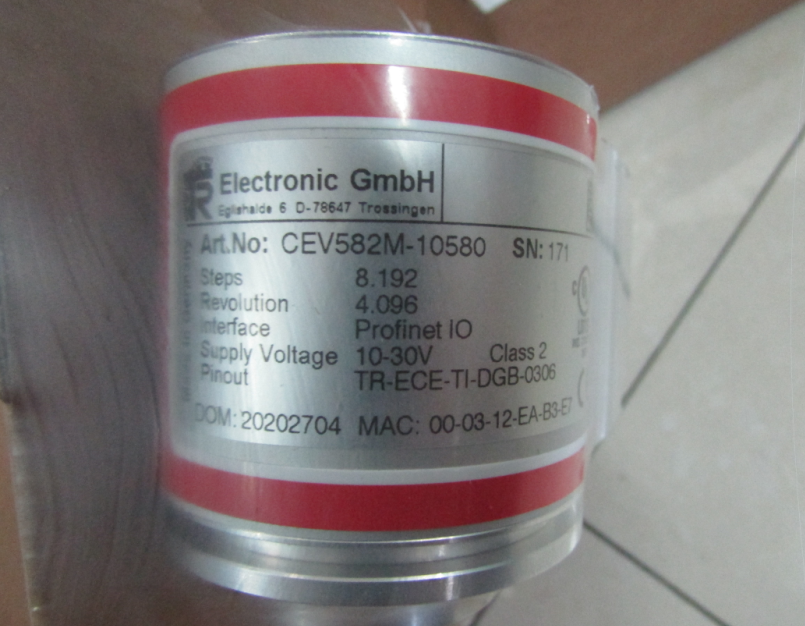 TR Electronic GmbH
Eglishalde 6 D-78647 Trossingen
Art.No: CEV582M-10580 SN: 171
Steps 8.192
Revolution 4.096
Interface Profinet IO
Supply Voltage 10-30V Class 2
Pinout TR-ECE-TI-DGB-0306
DOM: 20202704 MAC: 00-03-12-EA-B3-E7